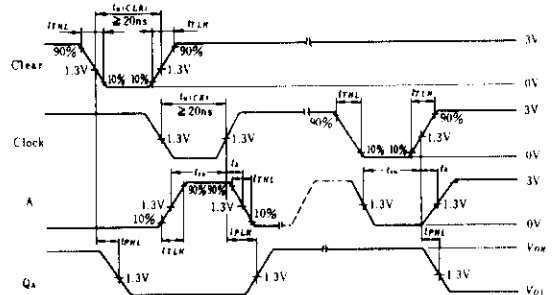 tw(CLR)
≧20ns
tTHL tTLH
90% 90% 3V
Clear 1.3V 10% 10% 1.3V 0V
≧20ns
tTHL tTLH
90% 90% 3V
Clock 1.3V 1.3V 10% 10% 1.3V 0V
tsu th tTHL tsu th 3V
90% 90%
A 1.3V 1.3V 1.3V 1.3V
10% 10% 0V
tTLH
tPHL tPLH tPHL VOH
QA 1.3V 1.3V 1.3V VOL